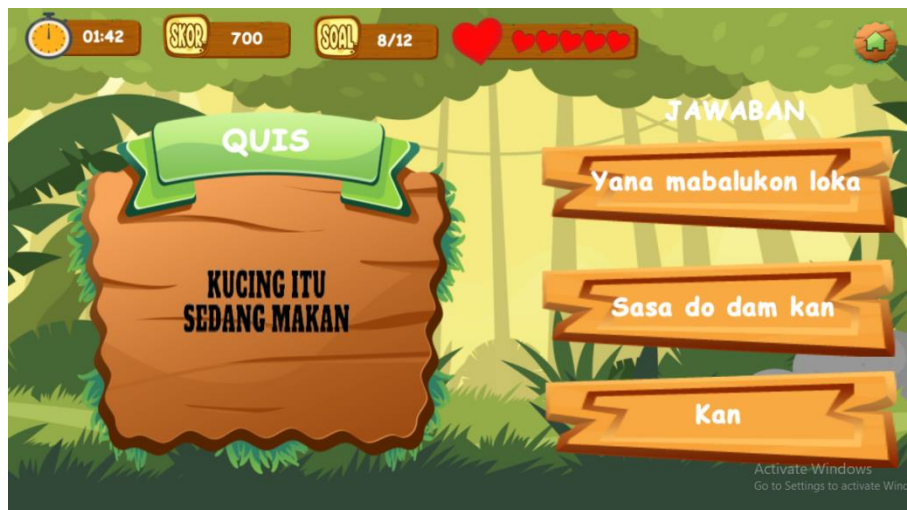 01:42
SKOR
700
SOAL
8/12
QUIS
KUCING ITU
SEDANG MAKAN
JAWABAN
Yana mabalukon loka
Sasa do dam kan
Kan
Activate Windows
Go to Settings to activate Winc